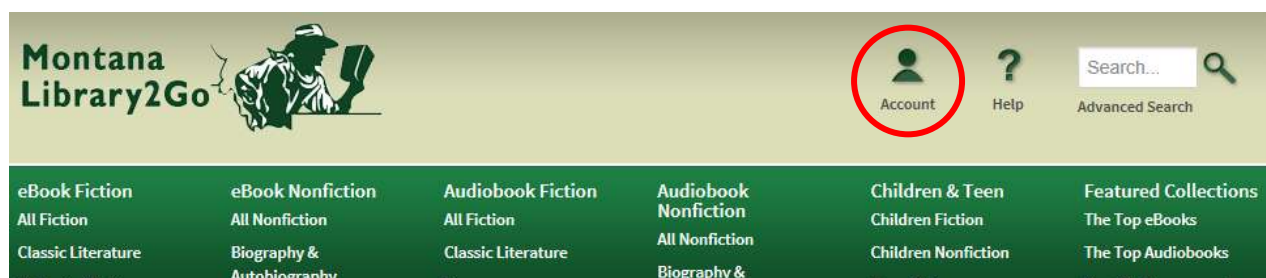 Montana
Library2Go
Account
?
Help
Search...
Advanced Search
eBook Fiction
All Fiction
Classic Literature
eBook Nonfiction
All Nonfiction
Biography &
Autobiography
Audiobook Fiction
All Fiction
Classic Literature
Audiobook
Nonfiction
All Nonfiction
Biography &
Children & Teen
Children Fiction
Children Nonfiction
Featured Collections
The Top eBooks
The Top Audiobooks